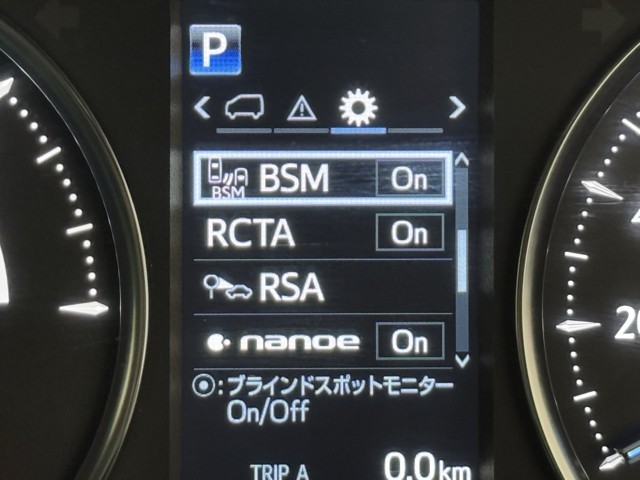 P
BSM BSM On
RCTA On
RSA
nanoe On
:ブラインドスポットモニター
On/Off
TRIP A 0.0km
20